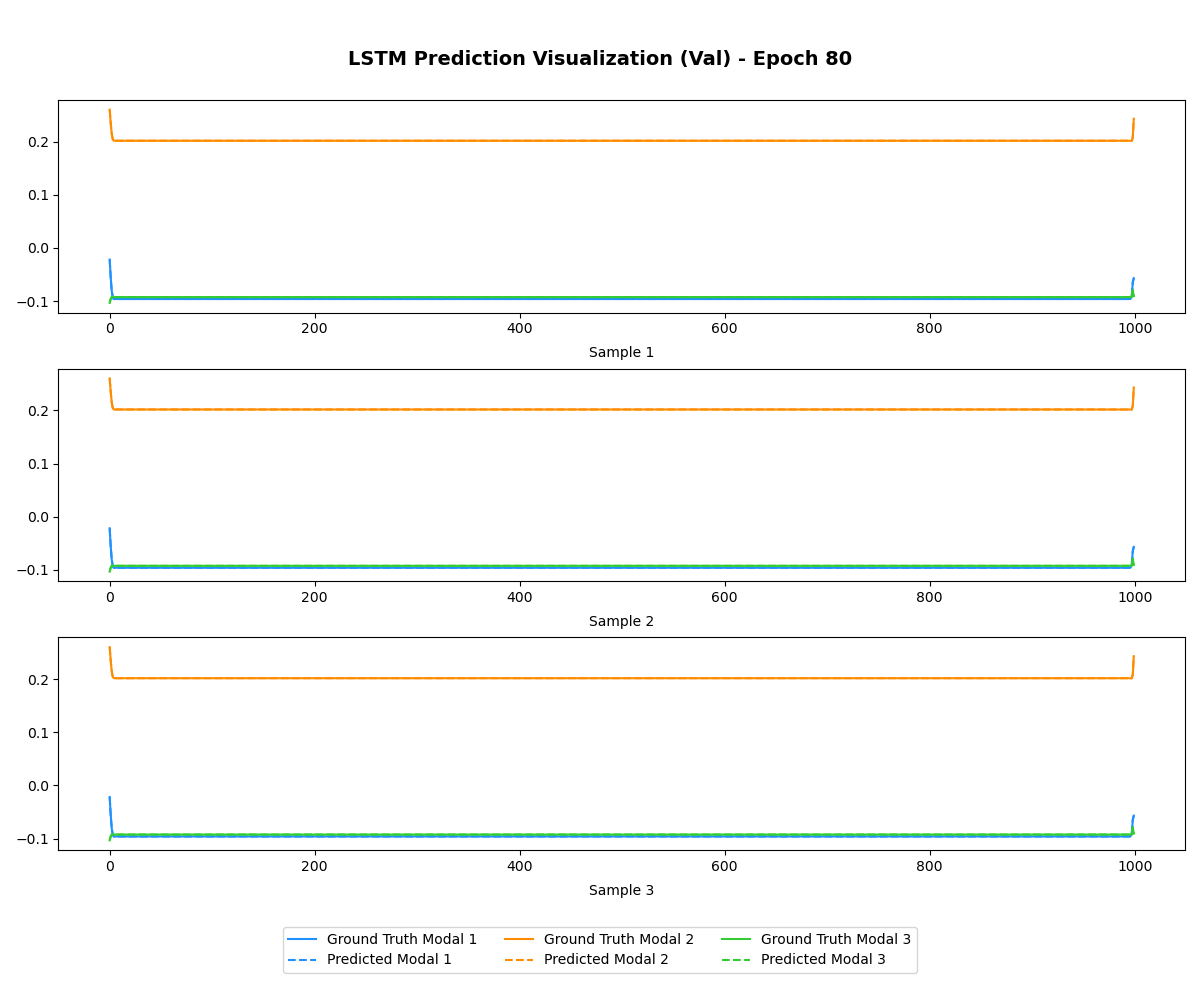 LSTM Prediction Visualization (Val) - Epoch 80
0.2
0.1
0.0
−0.1
0 200 400 600 800 1000
Sample 1
0.2
0.1
0.0
−0.1
0 200 400 600 800 1000
Sample 2
0.2
0.1
0.0
−0.1
0 200 400 600 800 1000
Sample 3
Ground Truth Modal 1 Ground Truth Modal 2 Ground Truth Modal 3
Predicted Modal 1 Predicted Modal 2 Predicted Modal 3